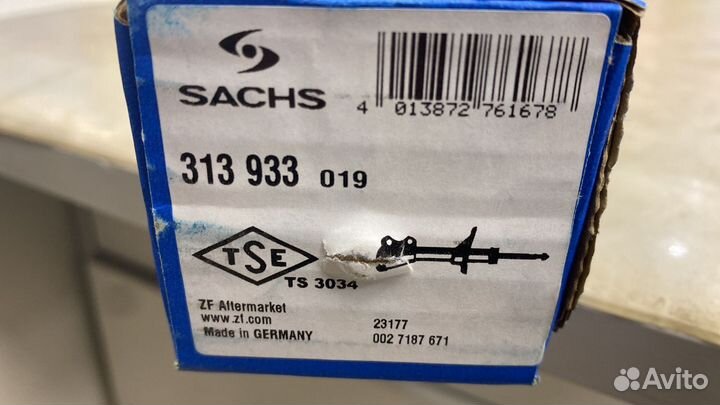 SACHS
4 013872 761678
313 933 019
TSE
TS 3034
ZF Aftermarket
www.zf.com
Made in GERMANY
23177
002 7187 671
Avito